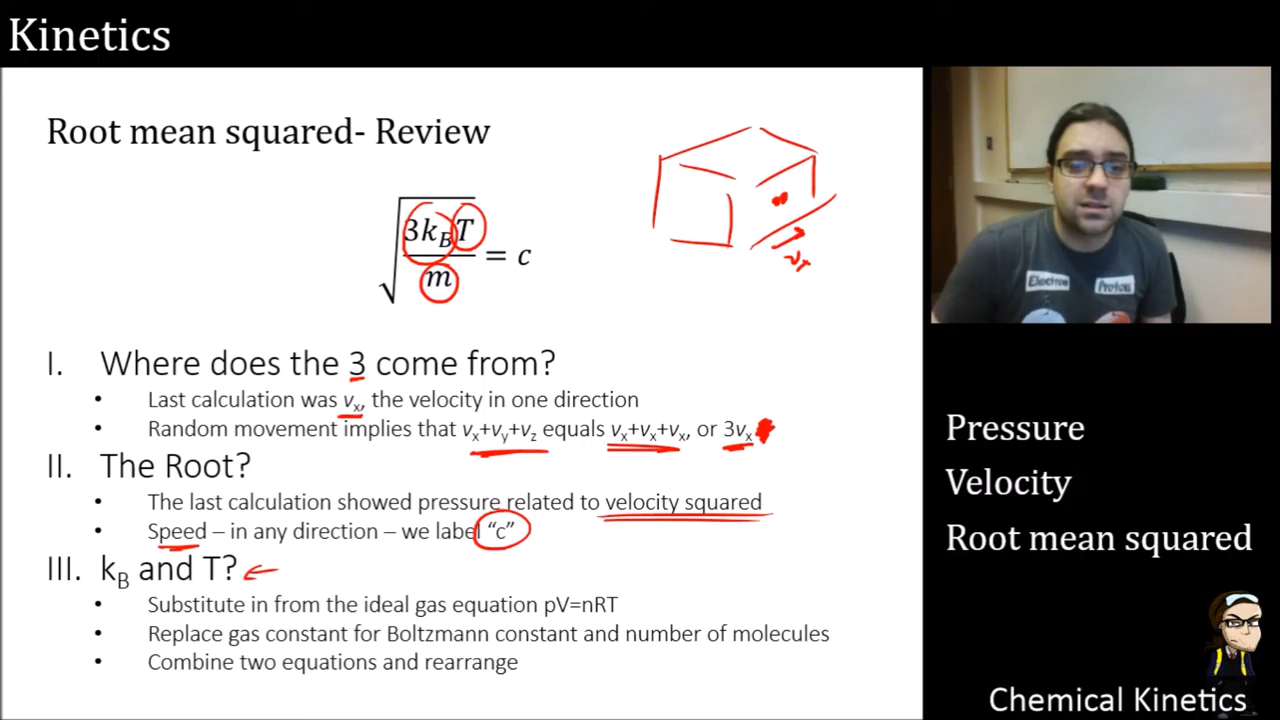 Kinetics
Root mean squared- Review
√(3k_BT/m) = c
v_x
I. Where does the 3 come from?
• Last calculation was v_x, the velocity in one direction
• Random movement implies that v_x+v_y+v_z equals v_x+v_x+v_x, or 3v_x
II. The Root?
• The last calculation showed pressure related to velocity squared
• Speed – in any direction – we label "c"
III. k_B and T?
• Substitute in from the ideal gas equation pV=nRT
• Replace gas constant for Boltzmann constant and number of molecules
• Combine two equations and rearrange
Electron
Proton
Pressure
Velocity
Root mean squared
Chemical Kinetics